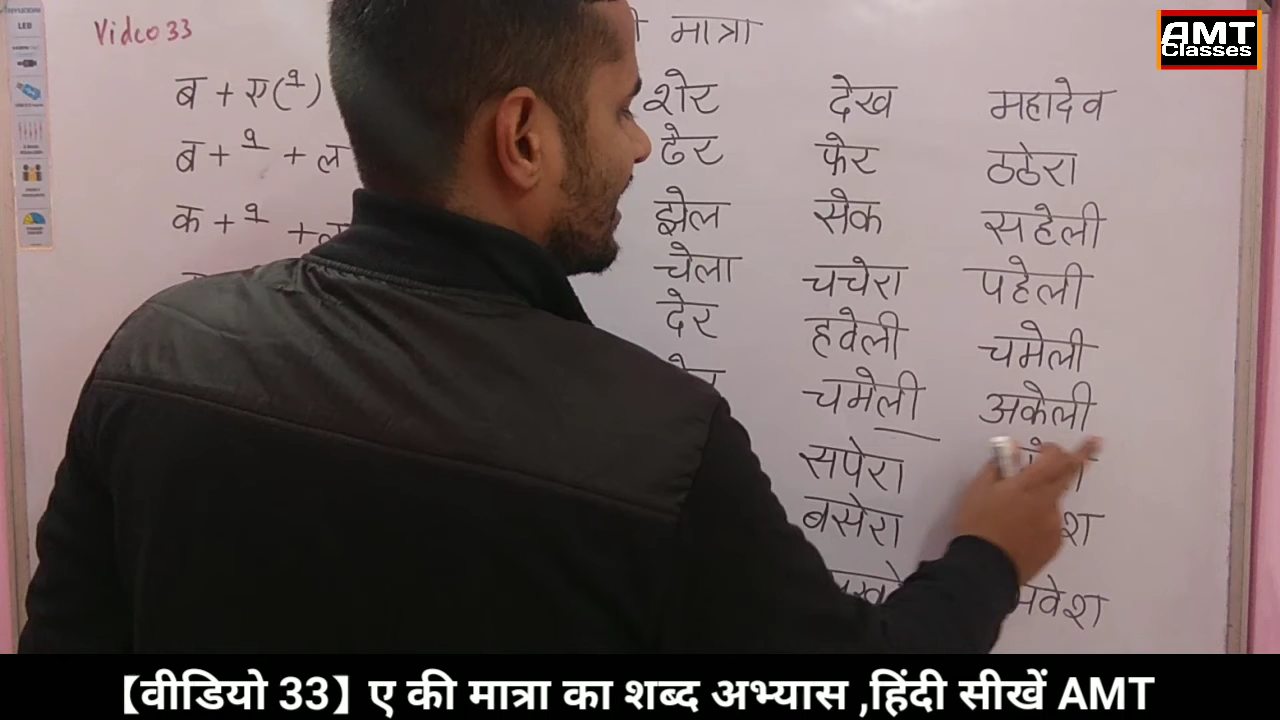 AMT
Classes
Video 33
मात्रा
ब + ए(े) शेर देख महादेव
ब + े + ल ढेर फेर ठठेरा
क + े + झेल सेक सहेली
चेला चचेरा पहेली
देर हवेली चमेली
चमेली अकेली
सपेरा
बसेरा
【वीडियो 33】ए की मात्रा का शब्द अभ्यास ,हिंदी सीखें AMT